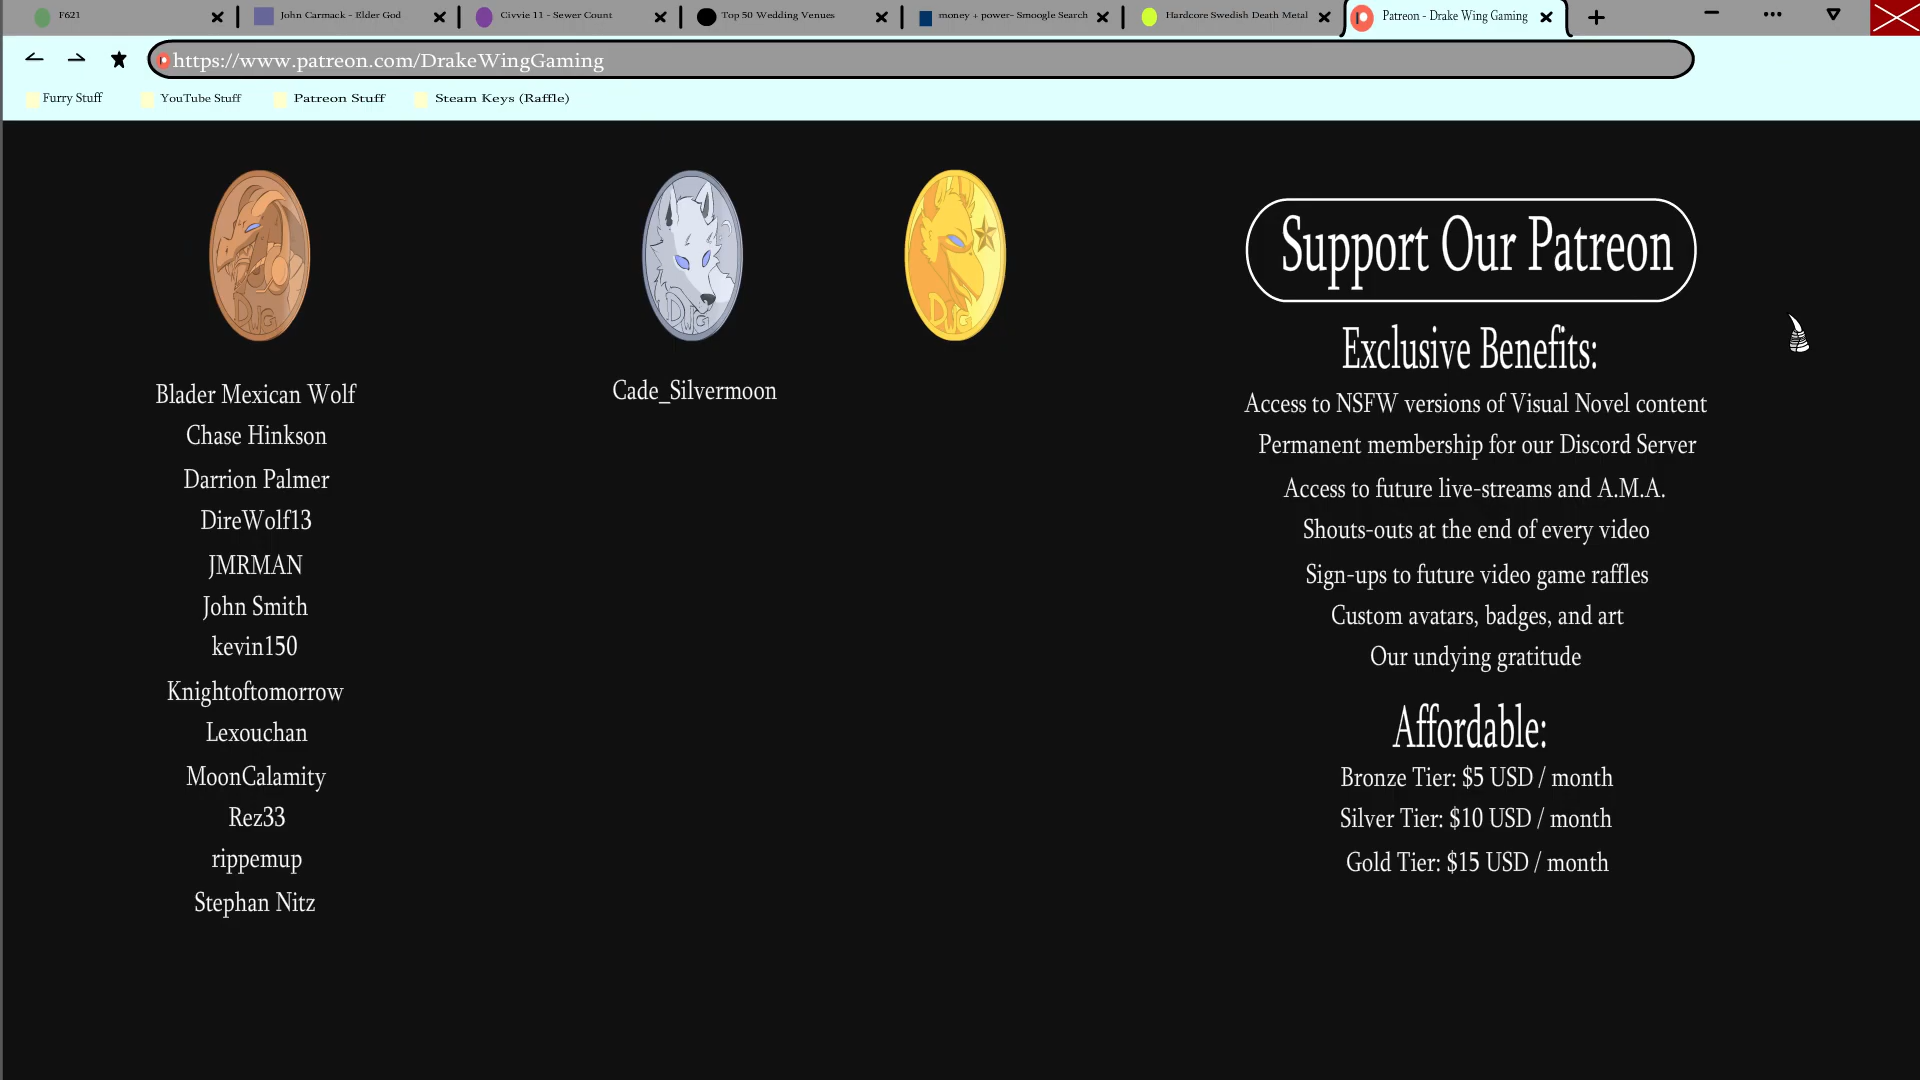 F621
John Carmack - Elder God
Civvie 11 - Sewer Count
Top 50 Wedding Venues
money + power- Smoogle Search
Hardcore Swedish Death Metal
Patreon - Drake Wing Gaming
https://www.patreon.com/DrakeWingGaming
Furry Stuff
YouTube Stuff
Patreon Stuff
Steam Keys (Raffle)
DWG
DWG
DWG
Blader Mexican Wolf
Chase Hinkson
Darrion Palmer
DireWolf13
JMRMAN
John Smith
kevin150
Knightoftomorrow
Lexouchan
MoonCalamity
Rez33
rippemup
Stephan Nitz
Cade_Silvermoon
Support Our Patreon
Exclusive Benefits:
Access to NSFW versions of Visual Novel content
Permanent membership for our Discord Server
Access to future live-streams and A.M.A.
Shouts-outs at the end of every video
Sign-ups to future video game raffles
Custom avatars, badges, and art
Our undying gratitude
Affordable:
Bronze Tier: $5 USD / month
Silver Tier: $10 USD / month
Gold Tier: $15 USD / month